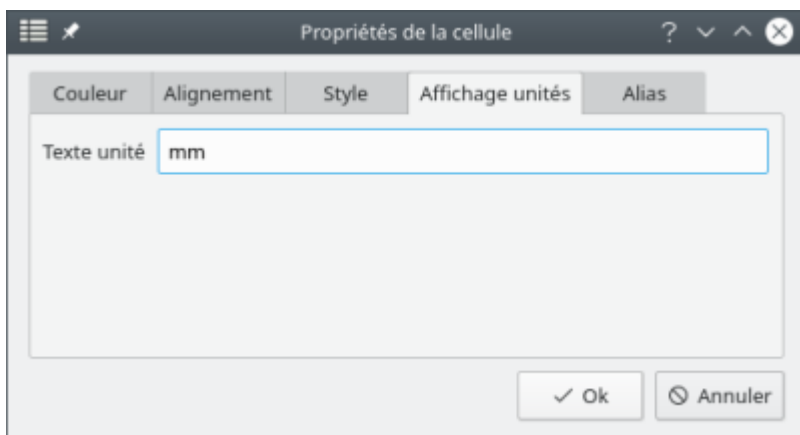 Propriétés de la cellule ?
Couleur Alignement Style Affichage unités Alias
Texte unité mm
Ok Annuler